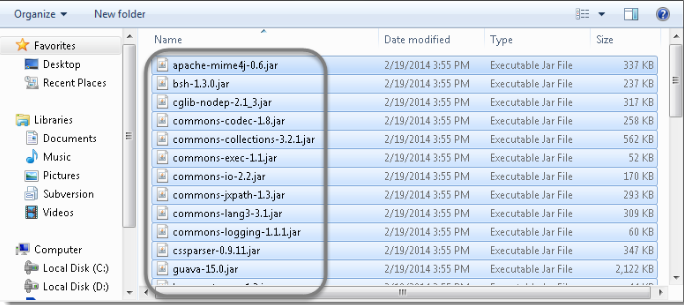 Organize New folder
Favorites
Desktop
Recent Places
Libraries
Documents
Music
Pictures
Subversion
Videos
Computer
Local Disk (C:)
Local Disk (D:)
Name Date modified Type Size
apache-mime4j-0.6.jar 2/19/2014 3:55 PM Executable Jar File 337 KB
bsh-1.3.0.jar 2/19/2014 3:55 PM Executable Jar File 237 KB
cglib-nodep-2.1_3.jar 2/19/2014 3:55 PM Executable Jar File 317 KB
commons-codec-1.8.jar 2/19/2014 3:55 PM Executable Jar File 258 KB
commons-collections-3.2.1.jar 2/19/2014 3:55 PM Executable Jar File 562 KB
commons-exec-1.1.jar 2/19/2014 3:55 PM Executable Jar File 52 KB
commons-io-2.2.jar 2/19/2014 3:55 PM Executable Jar File 170 KB
commons-jxpath-1.3.jar 2/19/2014 3:55 PM Executable Jar File 293 KB
commons-lang3-3.1.jar 2/19/2014 3:55 PM Executable Jar File 309 KB
commons-logging-1.1.1.jar 2/19/2014 3:55 PM Executable Jar File 60 KB
cssparser-0.9.11.jar 2/19/2014 3:55 PM Executable Jar File 347 KB
guava-15.0.jar 2/19/2014 3:55 PM Executable Jar File 2,122 KB